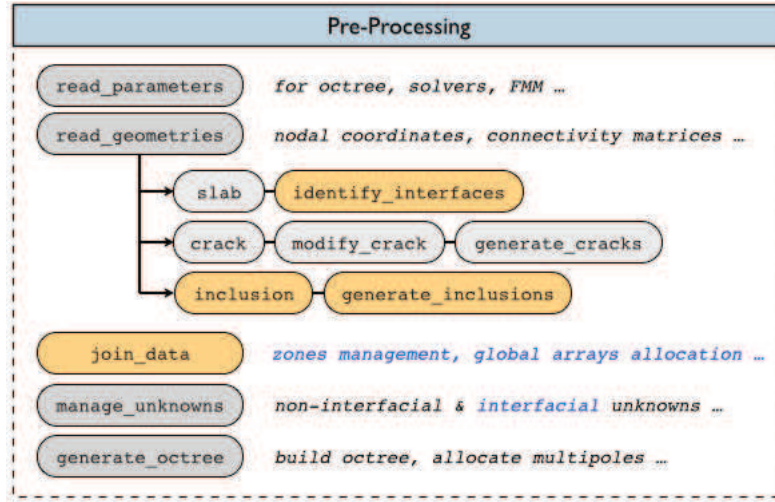 Pre-Processing
read_parameters for octree, solvers, FMM …
read_geometries nodal coordinates, connectivity matrices …
slab identify_interfaces
crack modify_crack generate_cracks
inclusion generate_inclusions
join_data zones management, global arrays allocation …
manage_unknowns non-interfacial & interfacial unknowns …
generate_octree build octree, allocate multipoles …